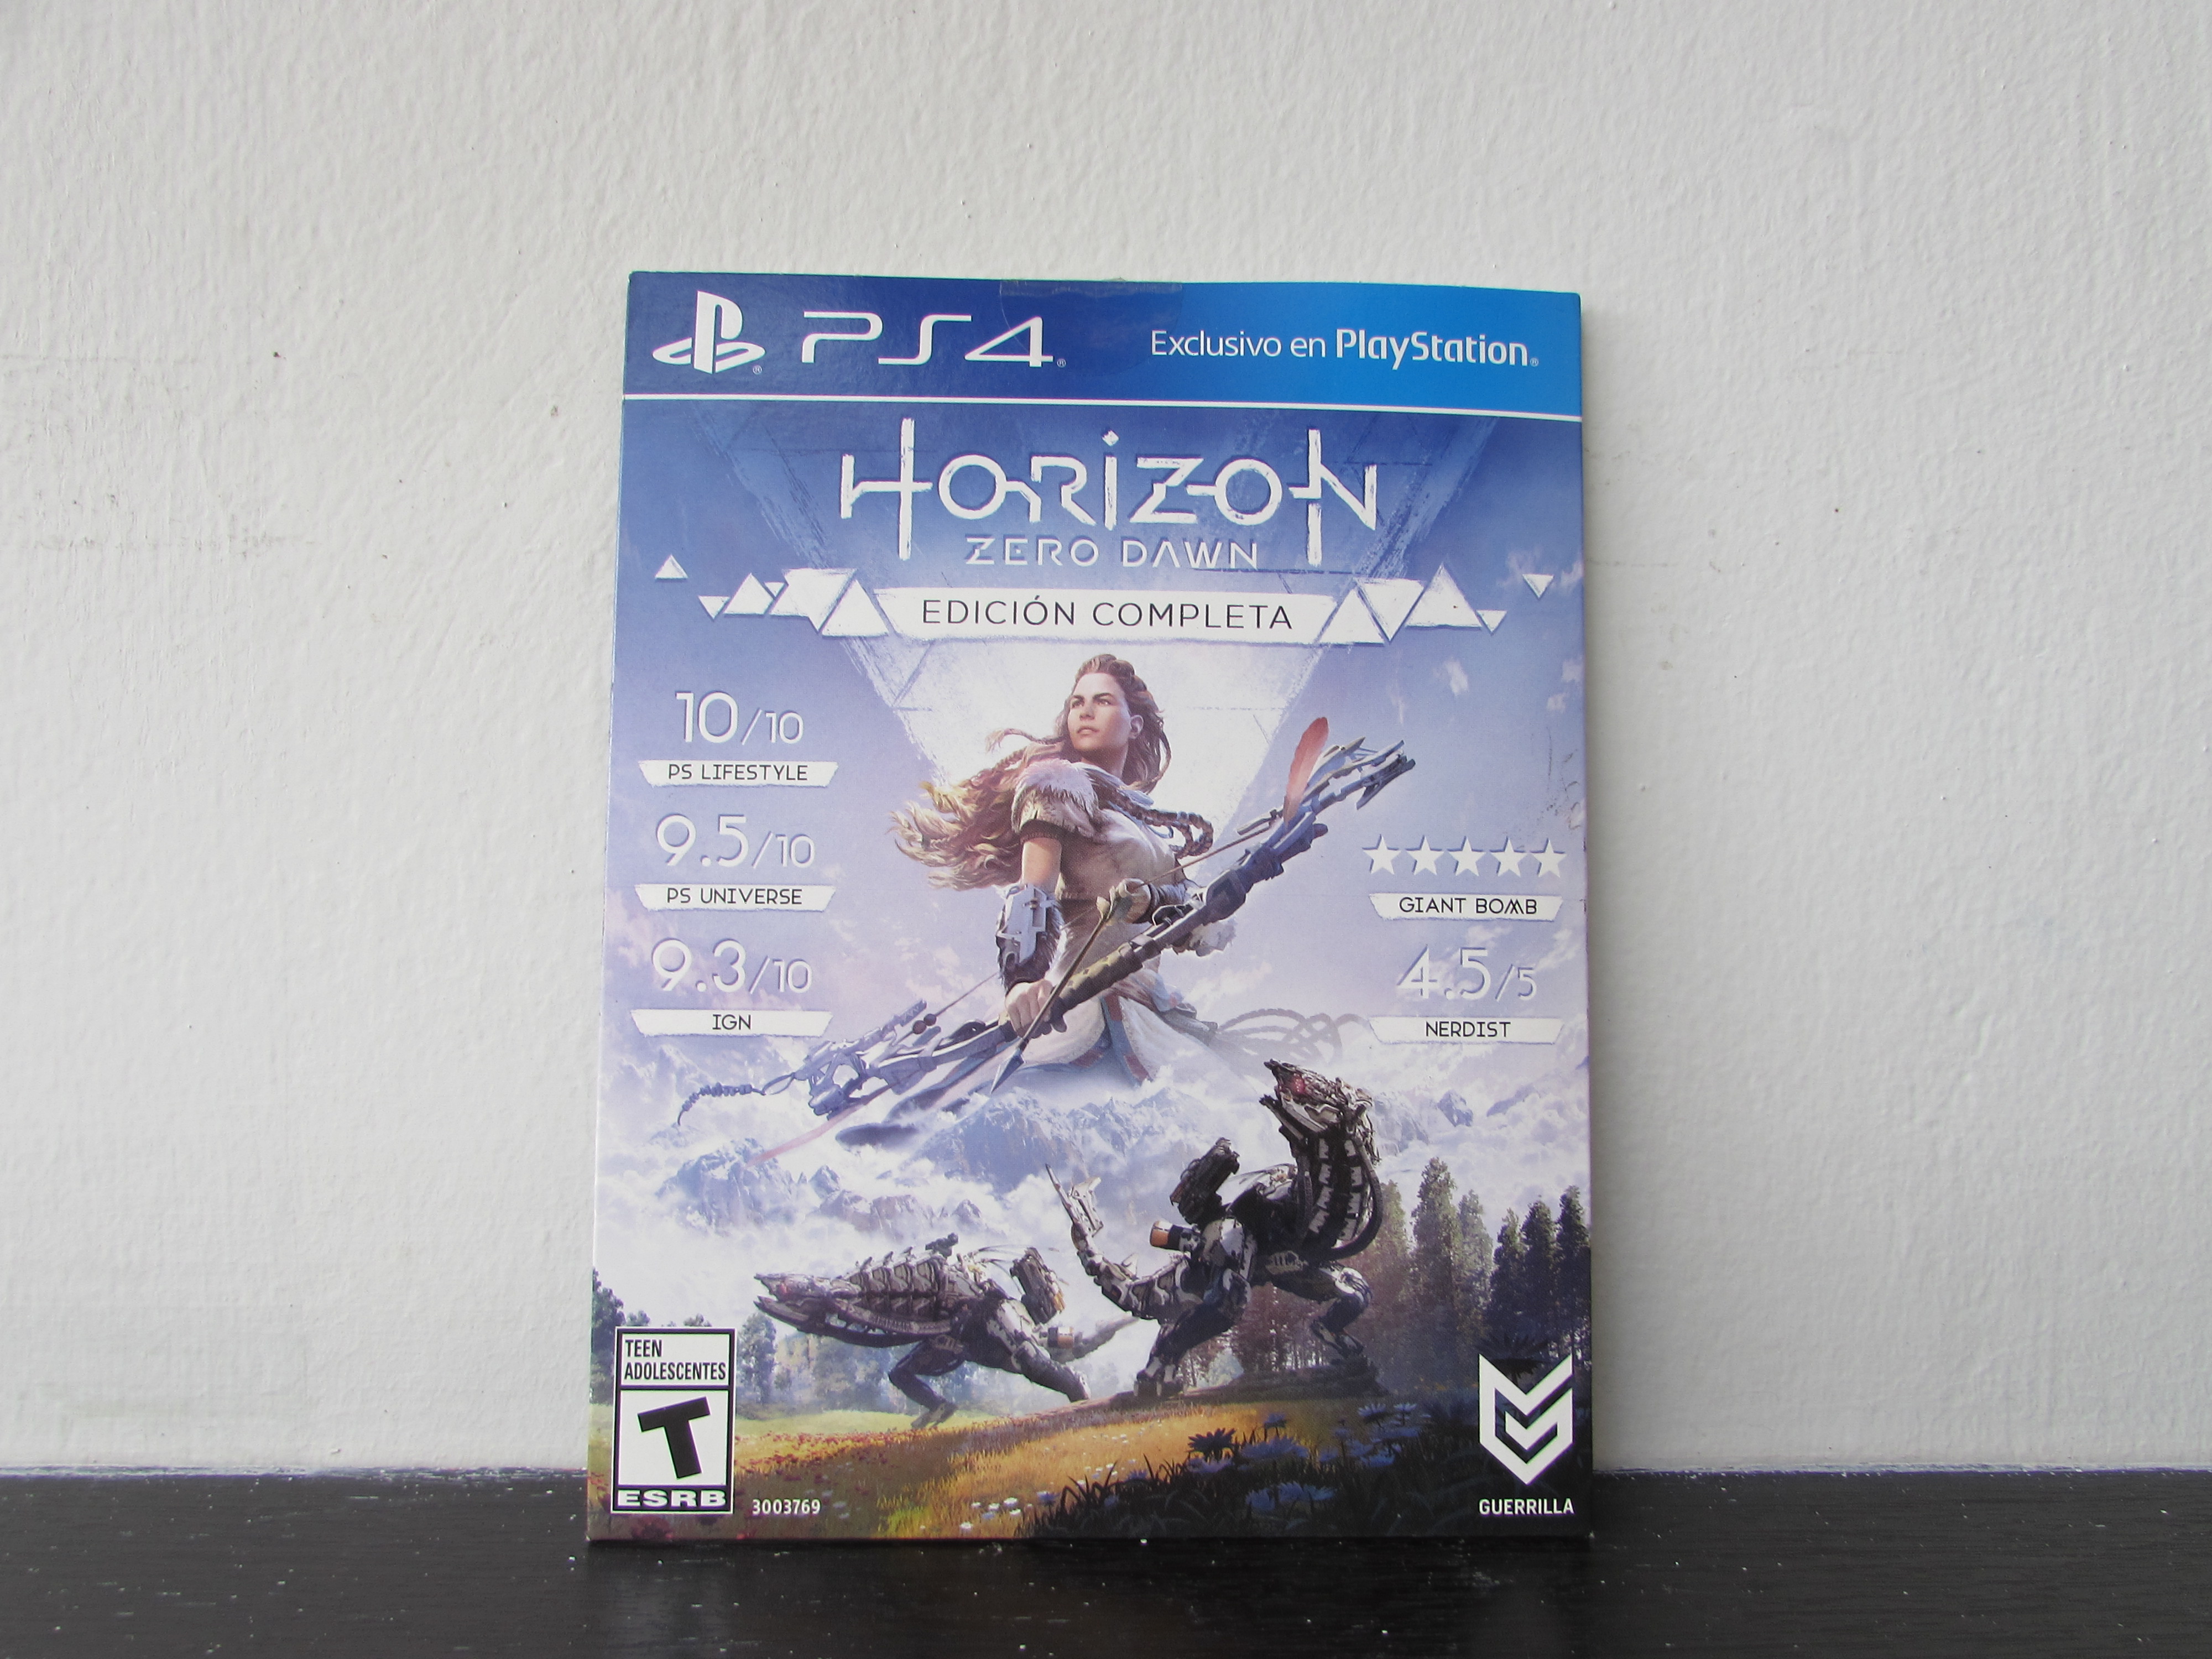 PS4
Exclusivo en PlayStation
HORIZON
ZERO DAWN
EDICIÓN COMPLETA
10/10
PS LIFESTYLE
9.5/10
PS UNIVERSE
9.3/10
IGN
GIANT BOMB
4.5/5
NERDIST
TEEN
ADOLESCENTES
T
ESRB
3003769
GUERRILLA